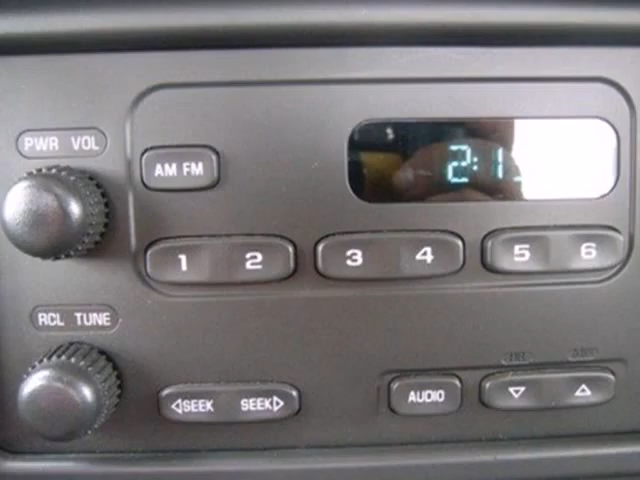 PWR VOL
AM FM
2:1
1 2 3 4 5 6
RCL TUNE
SEEK SEEK
AUDIO